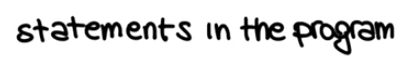 statements in the program